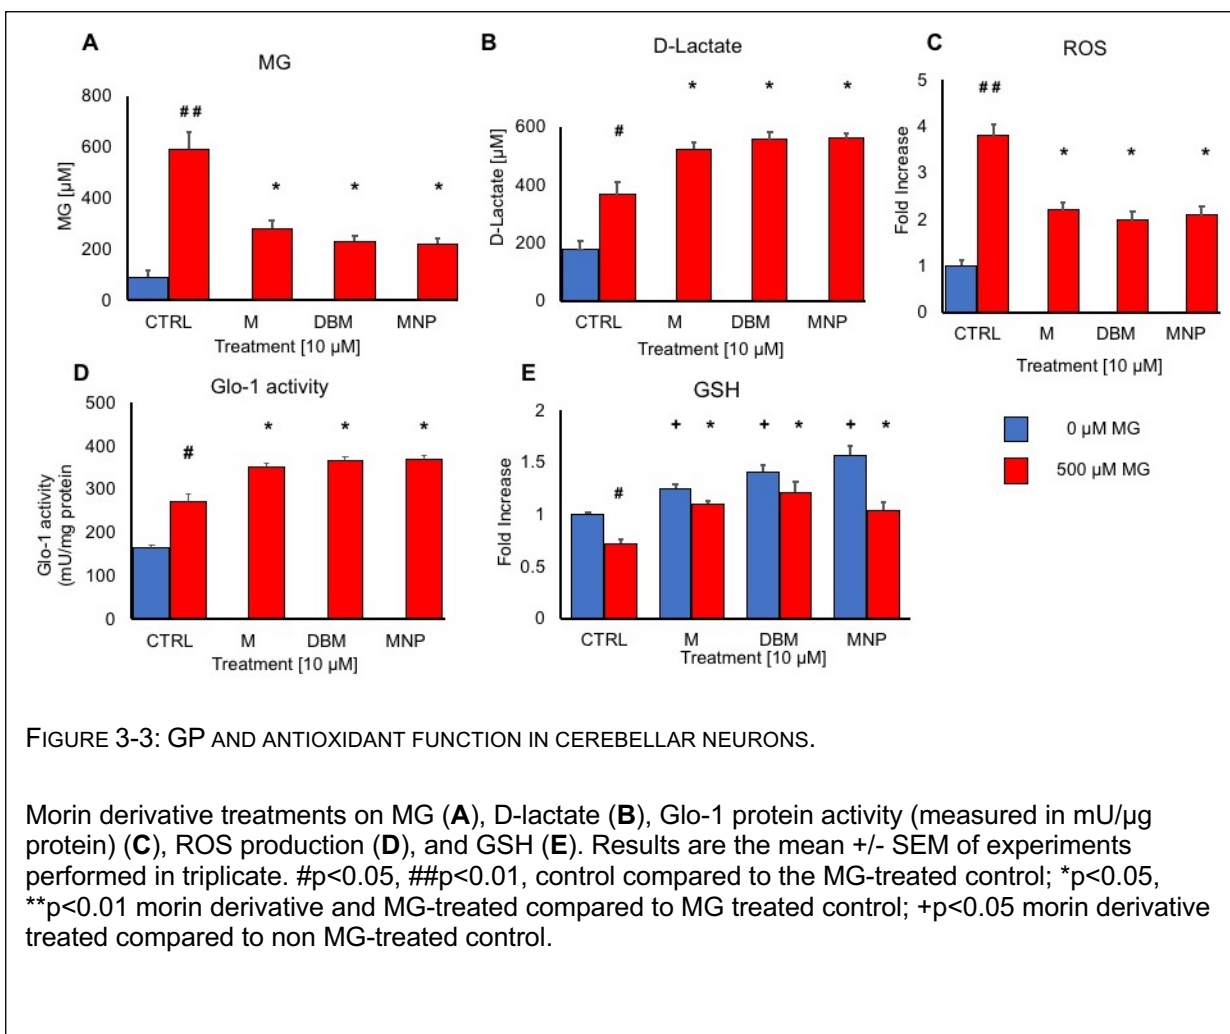 A
MG
MG [µM]
800
600
400
200
0
##
*
*
*
CTRL M DBM MNP
Treatment [10 µM]
B
D-Lactate
D-Lactate [µM]
600
400
200
0
#
*
*
*
CTRL M DBM MNP
Treatment [10 µM]
C
ROS
Fold Increase
5
4
3
2
1
0
##
*
*
*
CTRL M DBM MNP
Treatment [10 µM]
D
Glo-1 activity
Glo-1 activity
(mU/mg protein)
500
400
300
200
100
0
#
*
*
*
CTRL M DBM MNP
Treatment [10 µM]
E
GSH
Fold Increase
2
1.5
1
0.5
0
#
+ *
+ *
+ *
CTRL M DBM MNP
Treatment [10 µM]
0 µM MG
500 µM MG
FIGURE 3-3: GP AND ANTIOXIDANT FUNCTION IN CEREBELLAR NEURONS.
Morin derivative treatments on MG (A), D-lactate (B), Glo-1 protein activity (measured in mU/µg
protein) (C), ROS production (D), and GSH (E). Results are the mean +/- SEM of experiments
performed in triplicate. #p<0.05, ##p<0.01, control compared to the MG-treated control; *p<0.05,
**p<0.01 morin derivative and MG-treated compared to MG treated control; +p<0.05 morin derivative
treated compared to non MG-treated control.